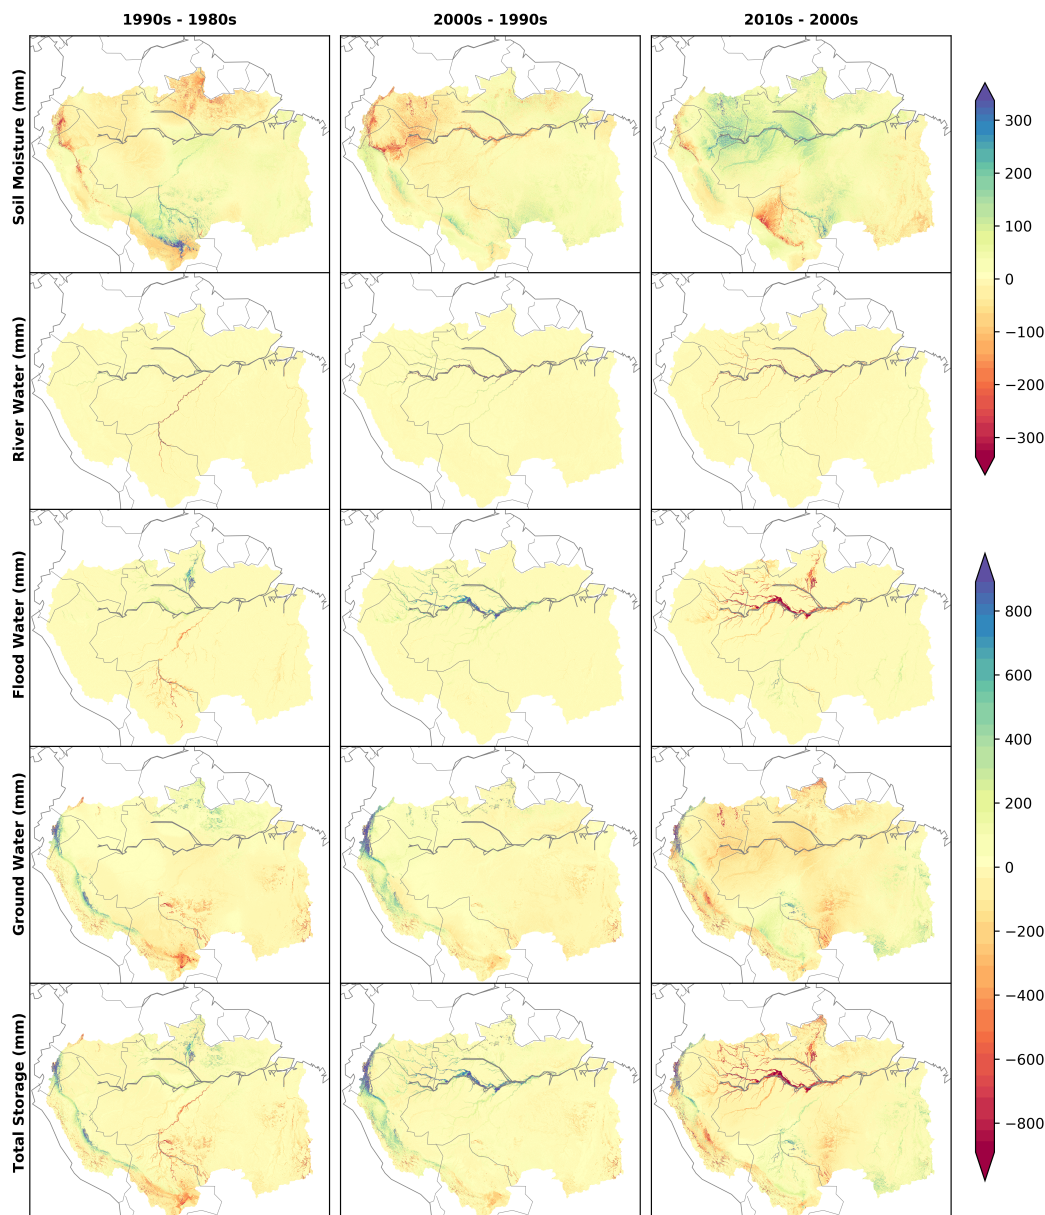 1990s - 1980s
2000s - 1990s
2010s - 2000s
Soil Moisture (mm)
River Water (mm)
Flood Water (mm)
Ground Water (mm)
Total Storage (mm)
300
200
100
0
−100
−200
−300
800
600
400
200
0
−200
−400
−600
−800